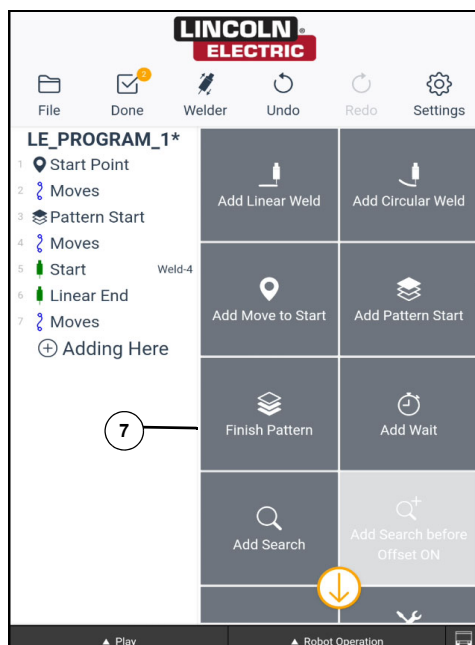 LINCOLN
ELECTRIC
2
File Done Welder Undo Redo Settings
LE_PROGRAM_1*
1 Start Point
2 Moves
3 Pattern Start
4 Moves
5 Start Weld-4
6 Linear End
7 Moves
Adding Here
Add Linear Weld
Add Circular Weld
Add Move to Start
Add Pattern Start
7
Finish Pattern
Add Wait
Add Search
Add Search before
Offset ON
Play
Robot Operation